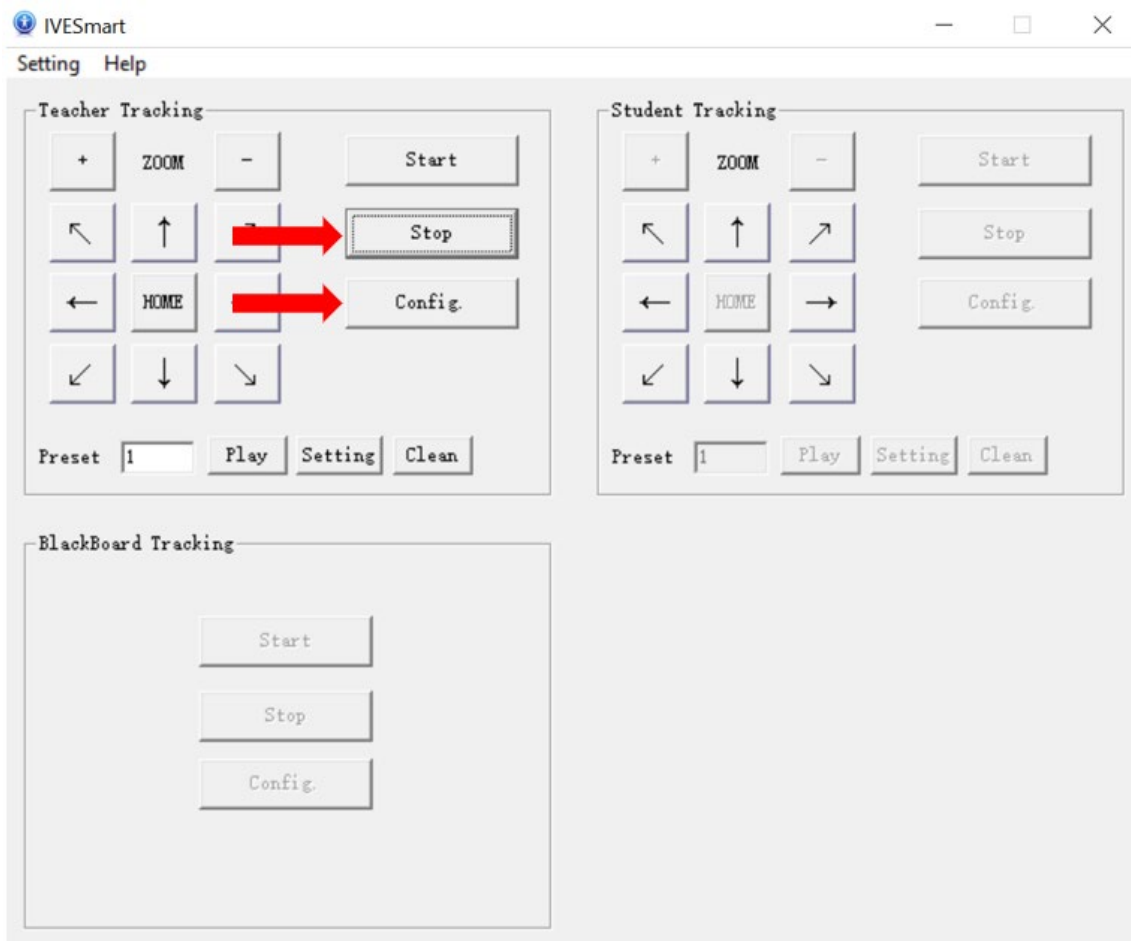 IVESmart
Setting Help
Teacher Tracking
+ ZOOM - Start
↖ ↑ Stop
← HOME Config.
↙ ↓ ↘
Preset 1 Play Setting Clean
Student Tracking
+ ZOOM - Start
↖ ↑ ↗ Stop
← HOME → Config.
↙ ↓ ↘
Preset 1 Play Setting Clean
BlackBoard Tracking
Start
Stop
Config.